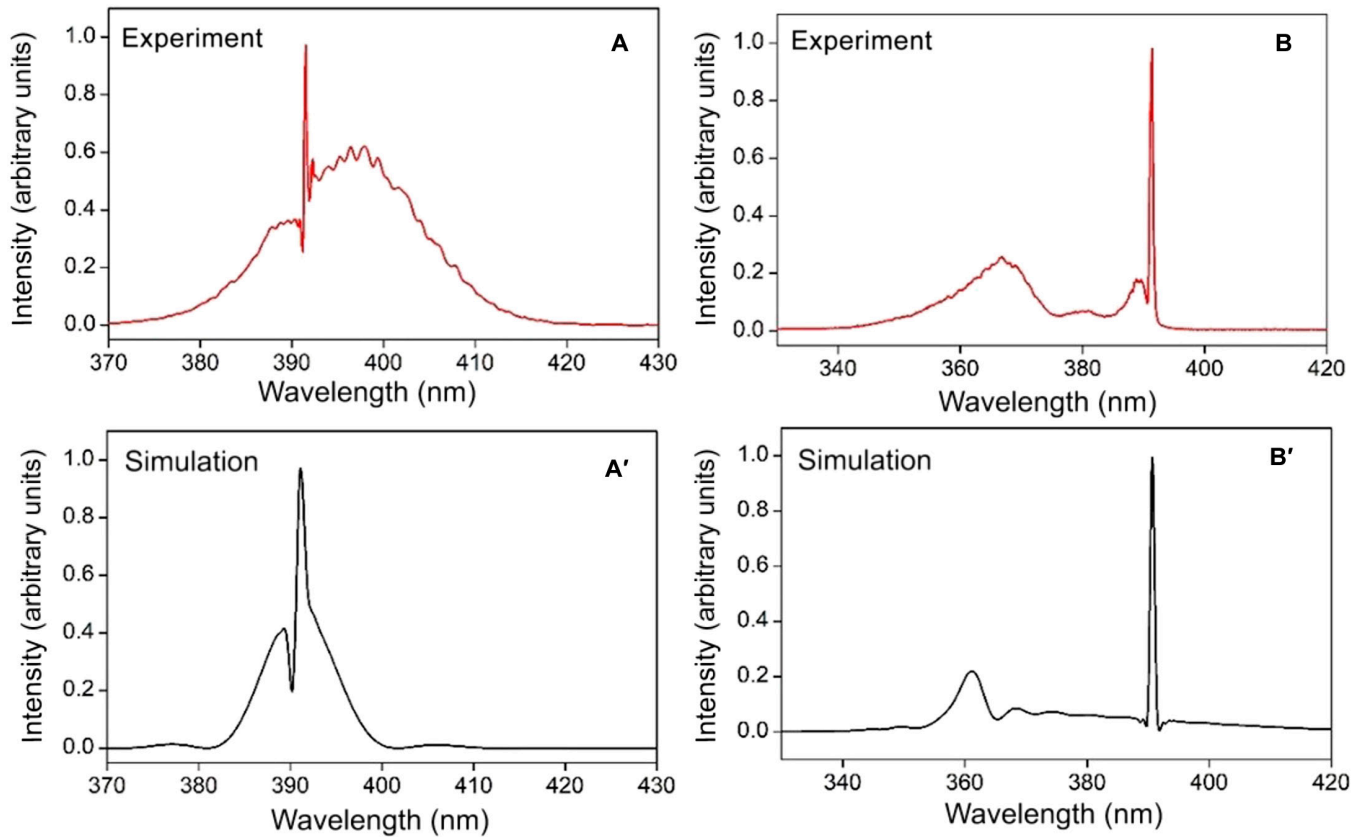 Experiment
A
Intensity (arbitrary units)
1.0
0.8
0.6
0.4
0.2
0.0
370 380 390 400 410 420 430
Wavelength (nm)
Experiment
B
Intensity (arbitrary units)
1.0
0.8
0.6
0.4
0.2
0.0
340 360 380 400 420
Wavelength (nm)
Simulation
A′
Intensity (arbitrary units)
1.0
0.8
0.6
0.4
0.2
0.0
370 380 390 400 410 420 430
Wavelength (nm)
Simulation
B′
Intensity (arbitrary units)
1.0
0.8
0.6
0.4
0.2
0.0
340 360 380 400 420
Wavelength (nm)